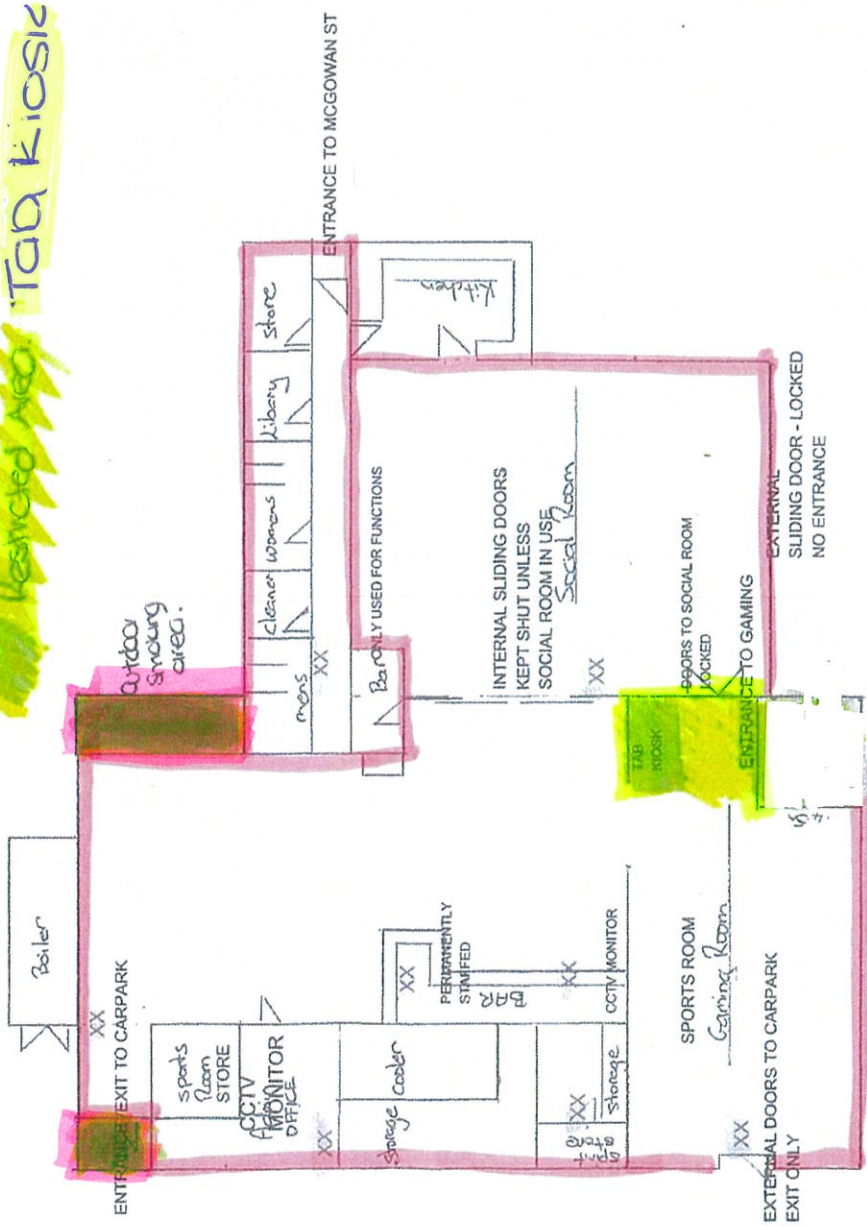 Restricted Area.
Tab Kiosk
Outdoor
Smoking
area.
Boiler
ENTRANCE/EXIT TO CARPARK
XX
ENTRANCE TO MCGOWAN ST
store
Libary
womens
cleaner
mens
XX
Kitchen
Bar
ONLY USED FOR FUNCTIONS
sports
Room
STORE
CCTV
MONITOR
Admin
OFFICE
XX
Storage
cooler
XX
PERMANENTLY
STAFFED
BAR
XX
CCTV MONITOR
XX
storage
INTERNAL SLIDING DOORS
KEPT SHUT UNLESS
SOCIAL ROOM IN USE
Social Room
XX
DOORS TO SOCIAL ROOM
LOCKED
TAB
KIOSK
ENTRANCE TO GAMING
EXTERNAL
SLIDING DOOR - LOCKED
NO ENTRANCE
SPORTS ROOM
Gaming Room
XX
EXTERNAL DOORS TO CARPARK
EXIT ONLY